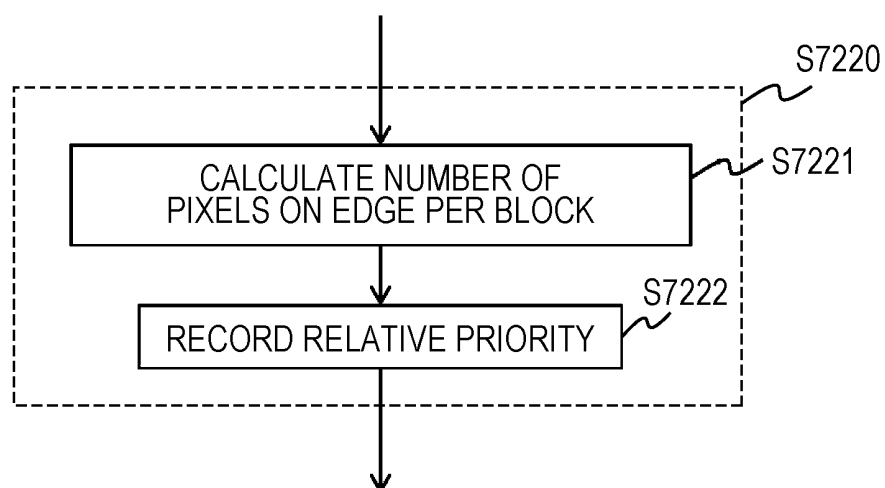 S7220
CALCULATE NUMBER OF
PIXELS ON EDGE PER BLOCK
S7221
S7222
RECORD RELATIVE PRIORITY